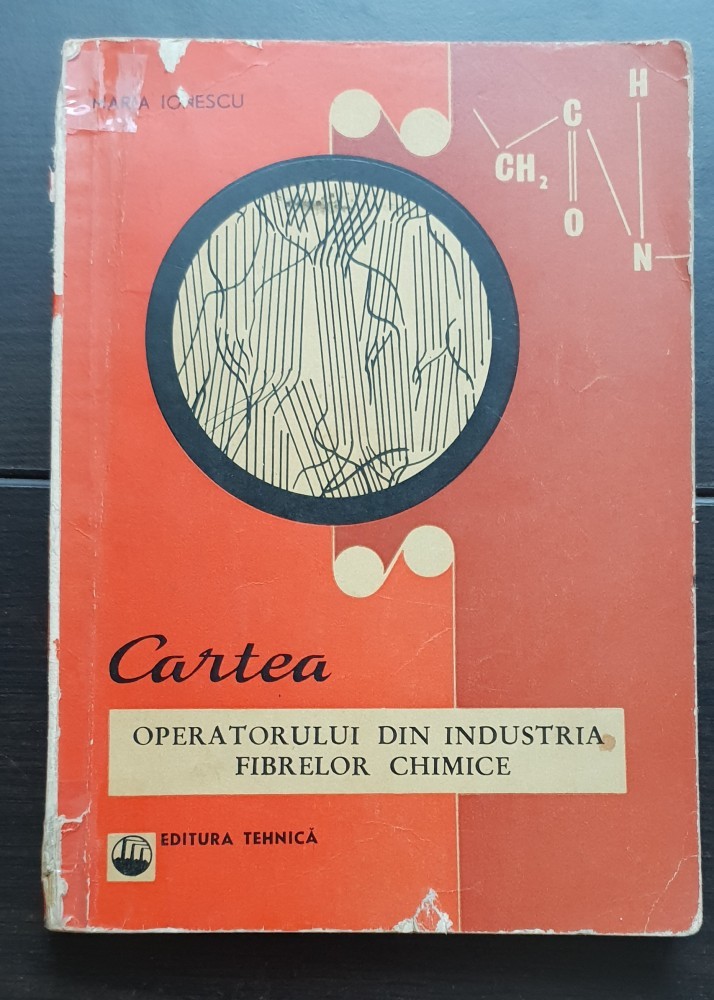 MARIA IONESCU
H
C
CH₂
O
N
Cartea
OPERATORULUI DIN INDUSTRIA
FIBRELOR CHIMICE
EDITURA TEHNICĂ